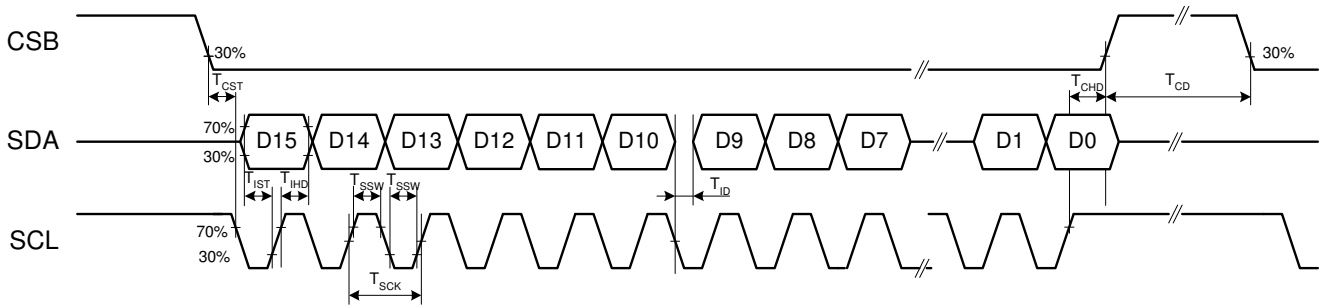 CSB
30%
30%
T_CST
T_CHD
T_CD
SDA
70%
30%
D15
D14
D13
D12
D11
D10
D9
D8
D7
D1
D0
T_IST
T_IHD
T_SSW
T_SSW
T_ID
SCL
70%
30%
T_SCK